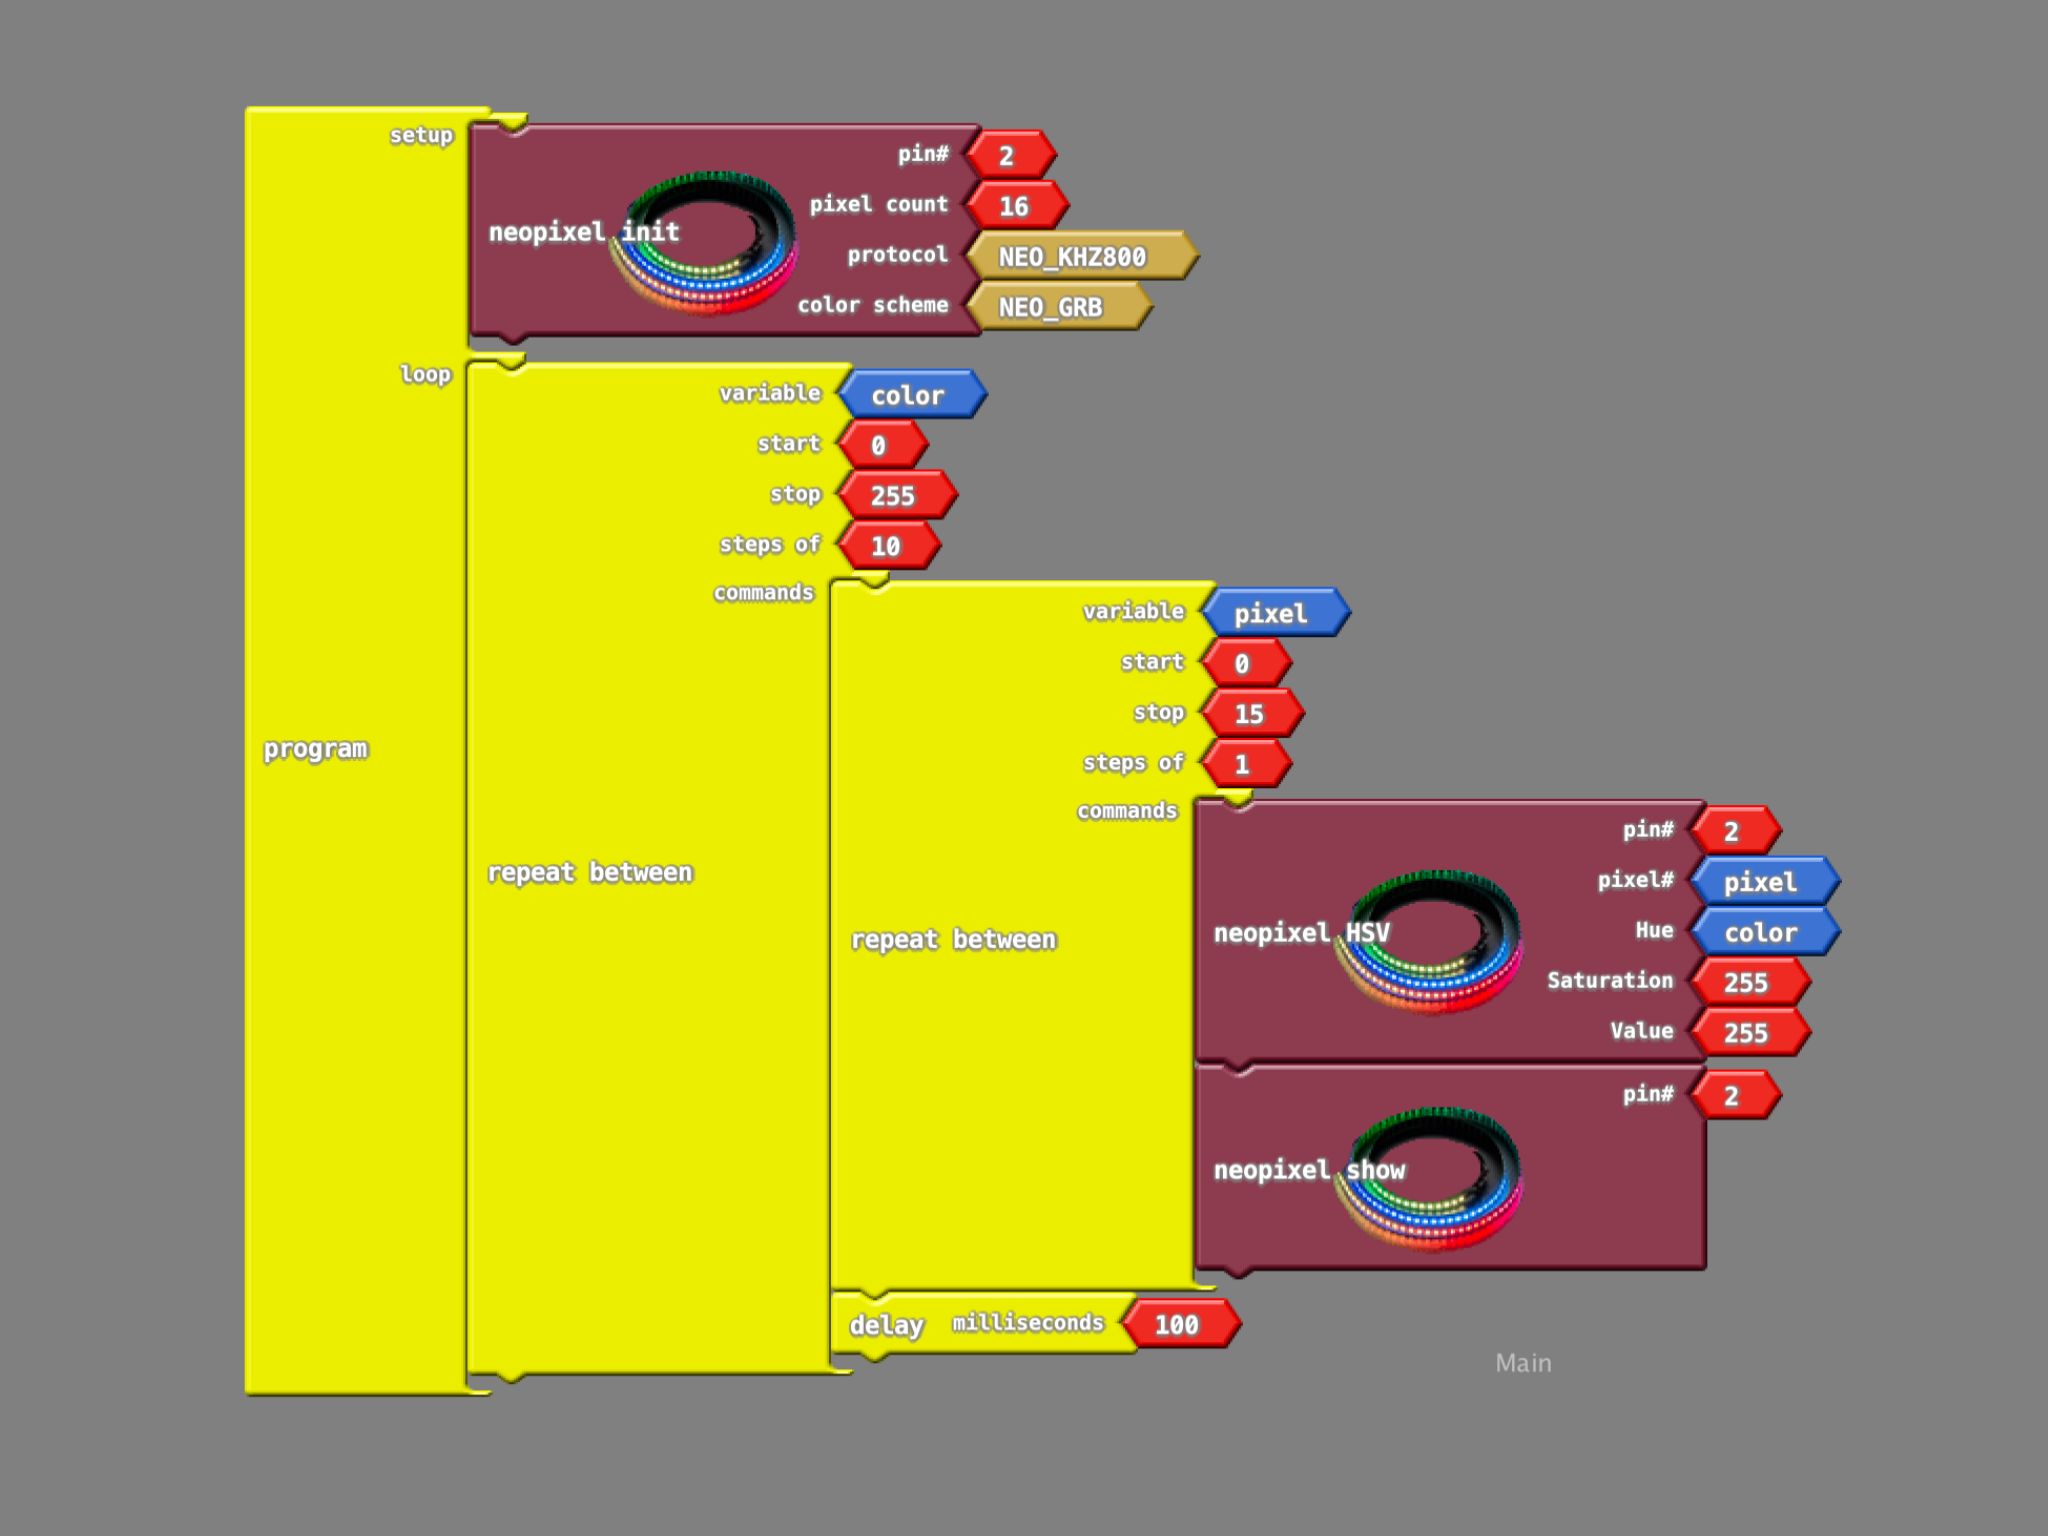 setup
neopixel init
pin# 2
pixel count 16
protocol NEO_KHZ800
color scheme NEO_GRB
loop
variable color
start 0
stop 255
steps of 10
commands
variable pixel
start 0
stop 15
steps of 1
commands
program
repeat between
repeat between
pin# 2
pixel# pixel
neopixel HSV
Hue color
Saturation 255
Value 255
pin# 2
neopixel show
delay milliseconds 100
Main